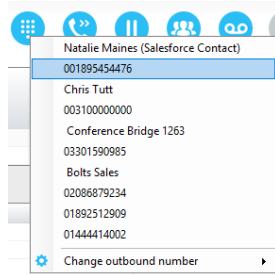 Natalie Maines (Salesforce Contact)
001895454476
Chris Tutt
003100000000
Conference Bridge 1263
03301590985
Bolts Sales
02086879234
01892512909
01444414002
Change outbound number